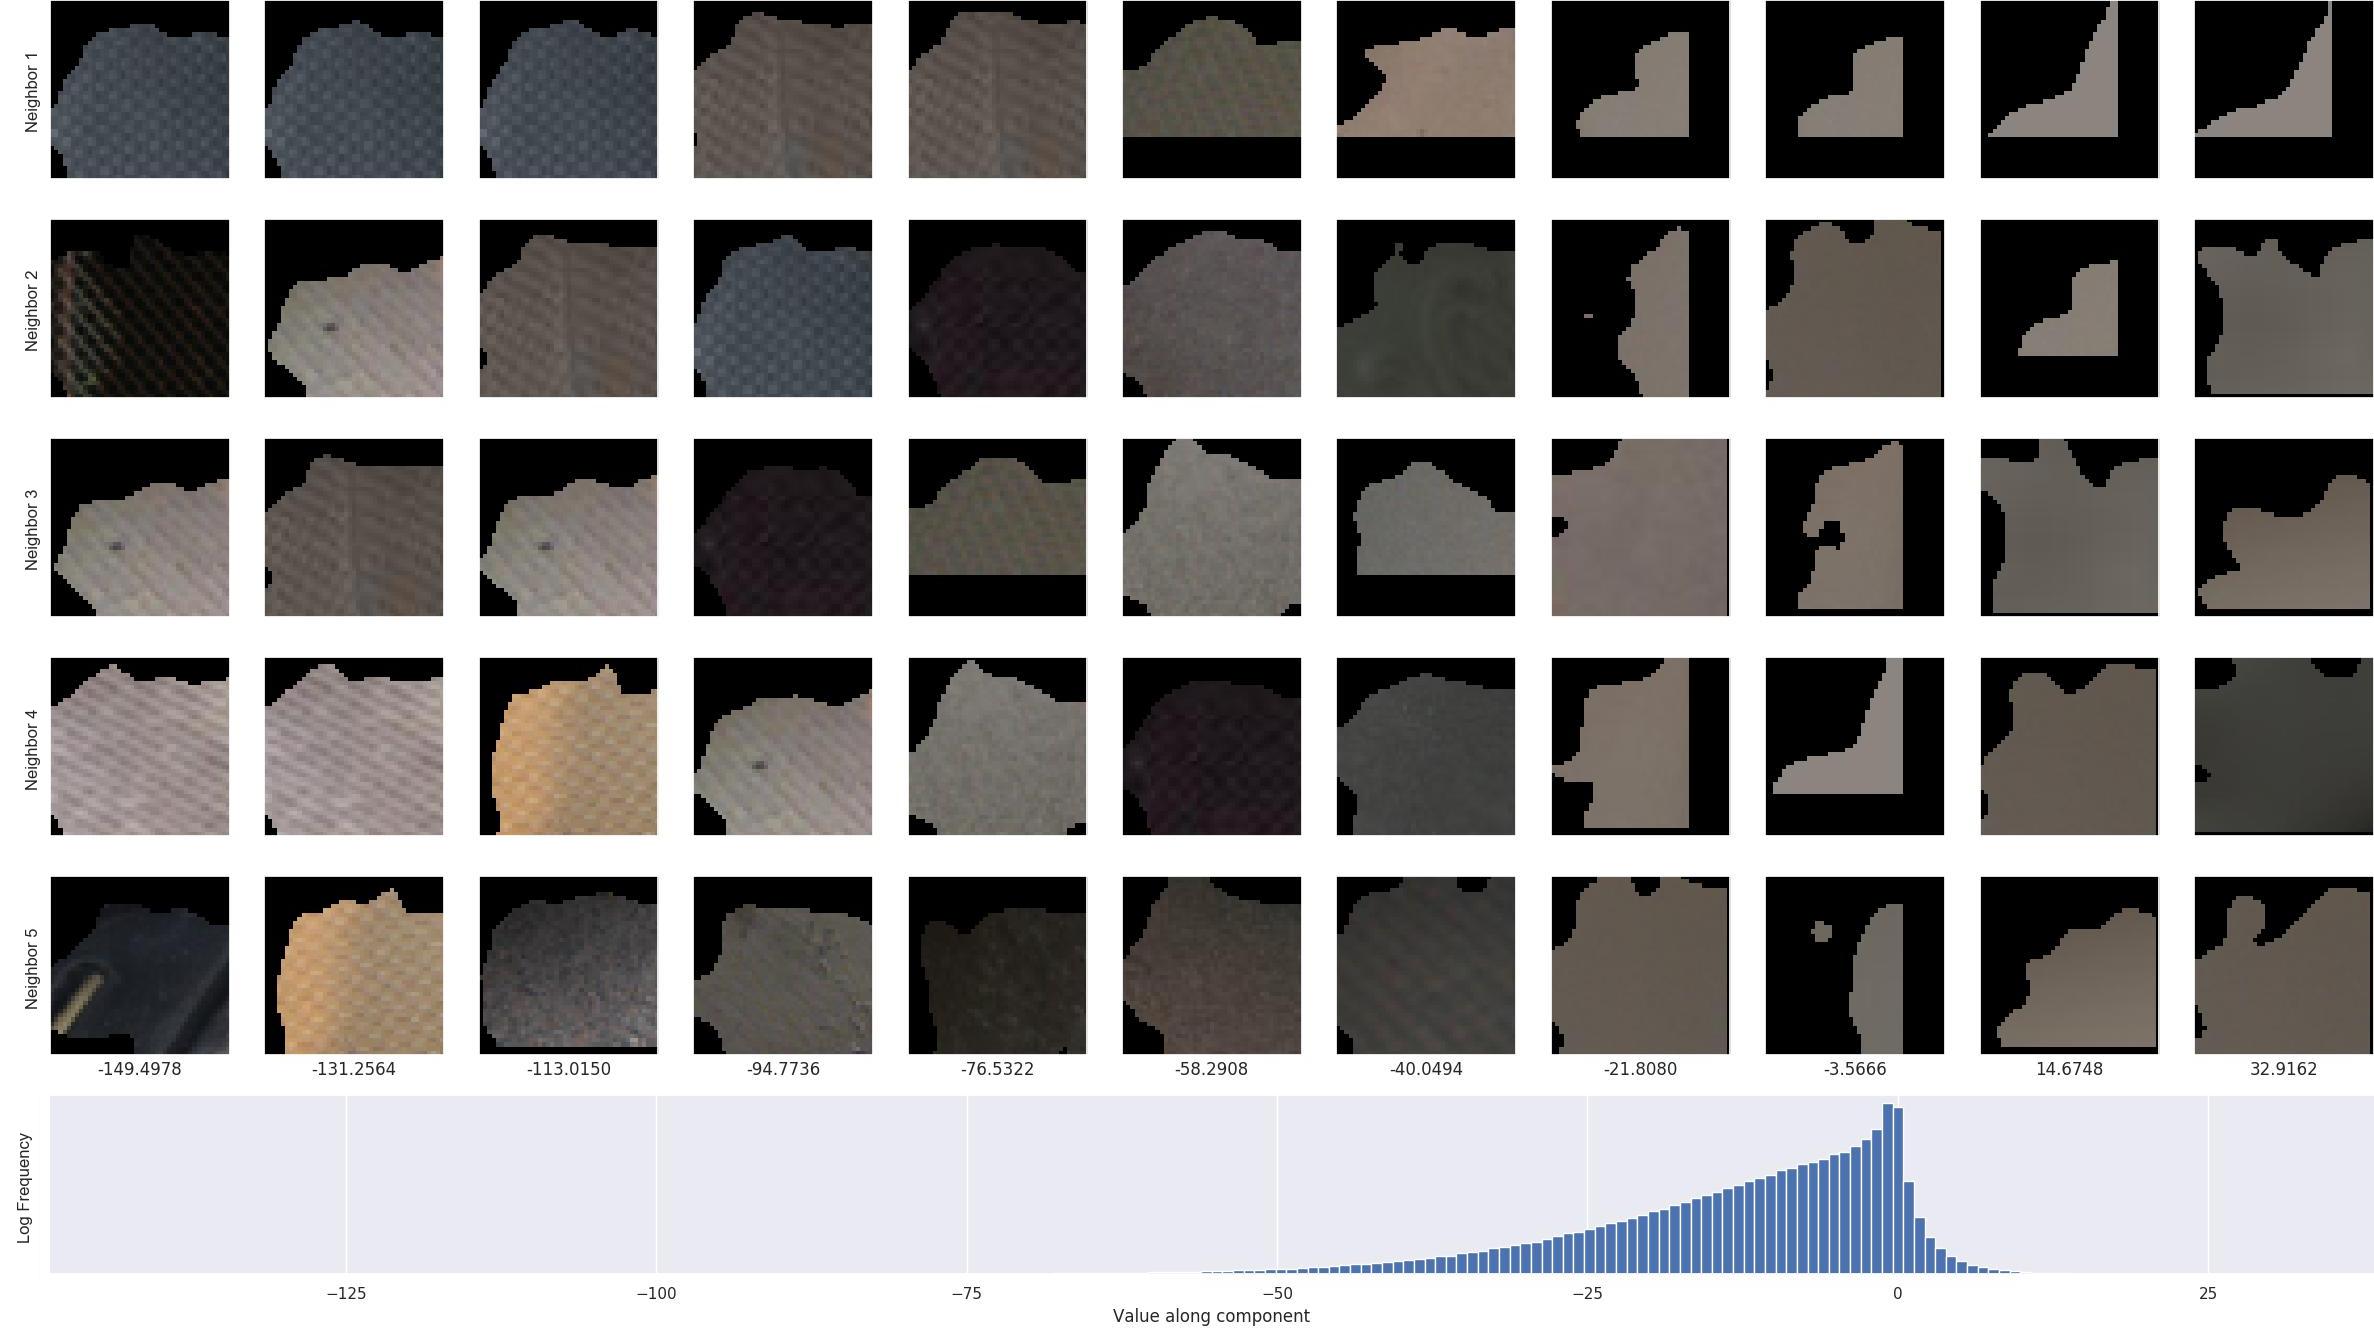 Neighbor 1
Neighbor 2
Neighbor 3
Neighbor 4
Neighbor 5
-149.4978 -131.2564 -113.0150 -94.7736 -76.5322 -58.2908 -40.0494 -21.8080 -3.5666 14.6748 32.9162
Log Frequency
−125 −100 −75 −50 −25 0 25
Value along component